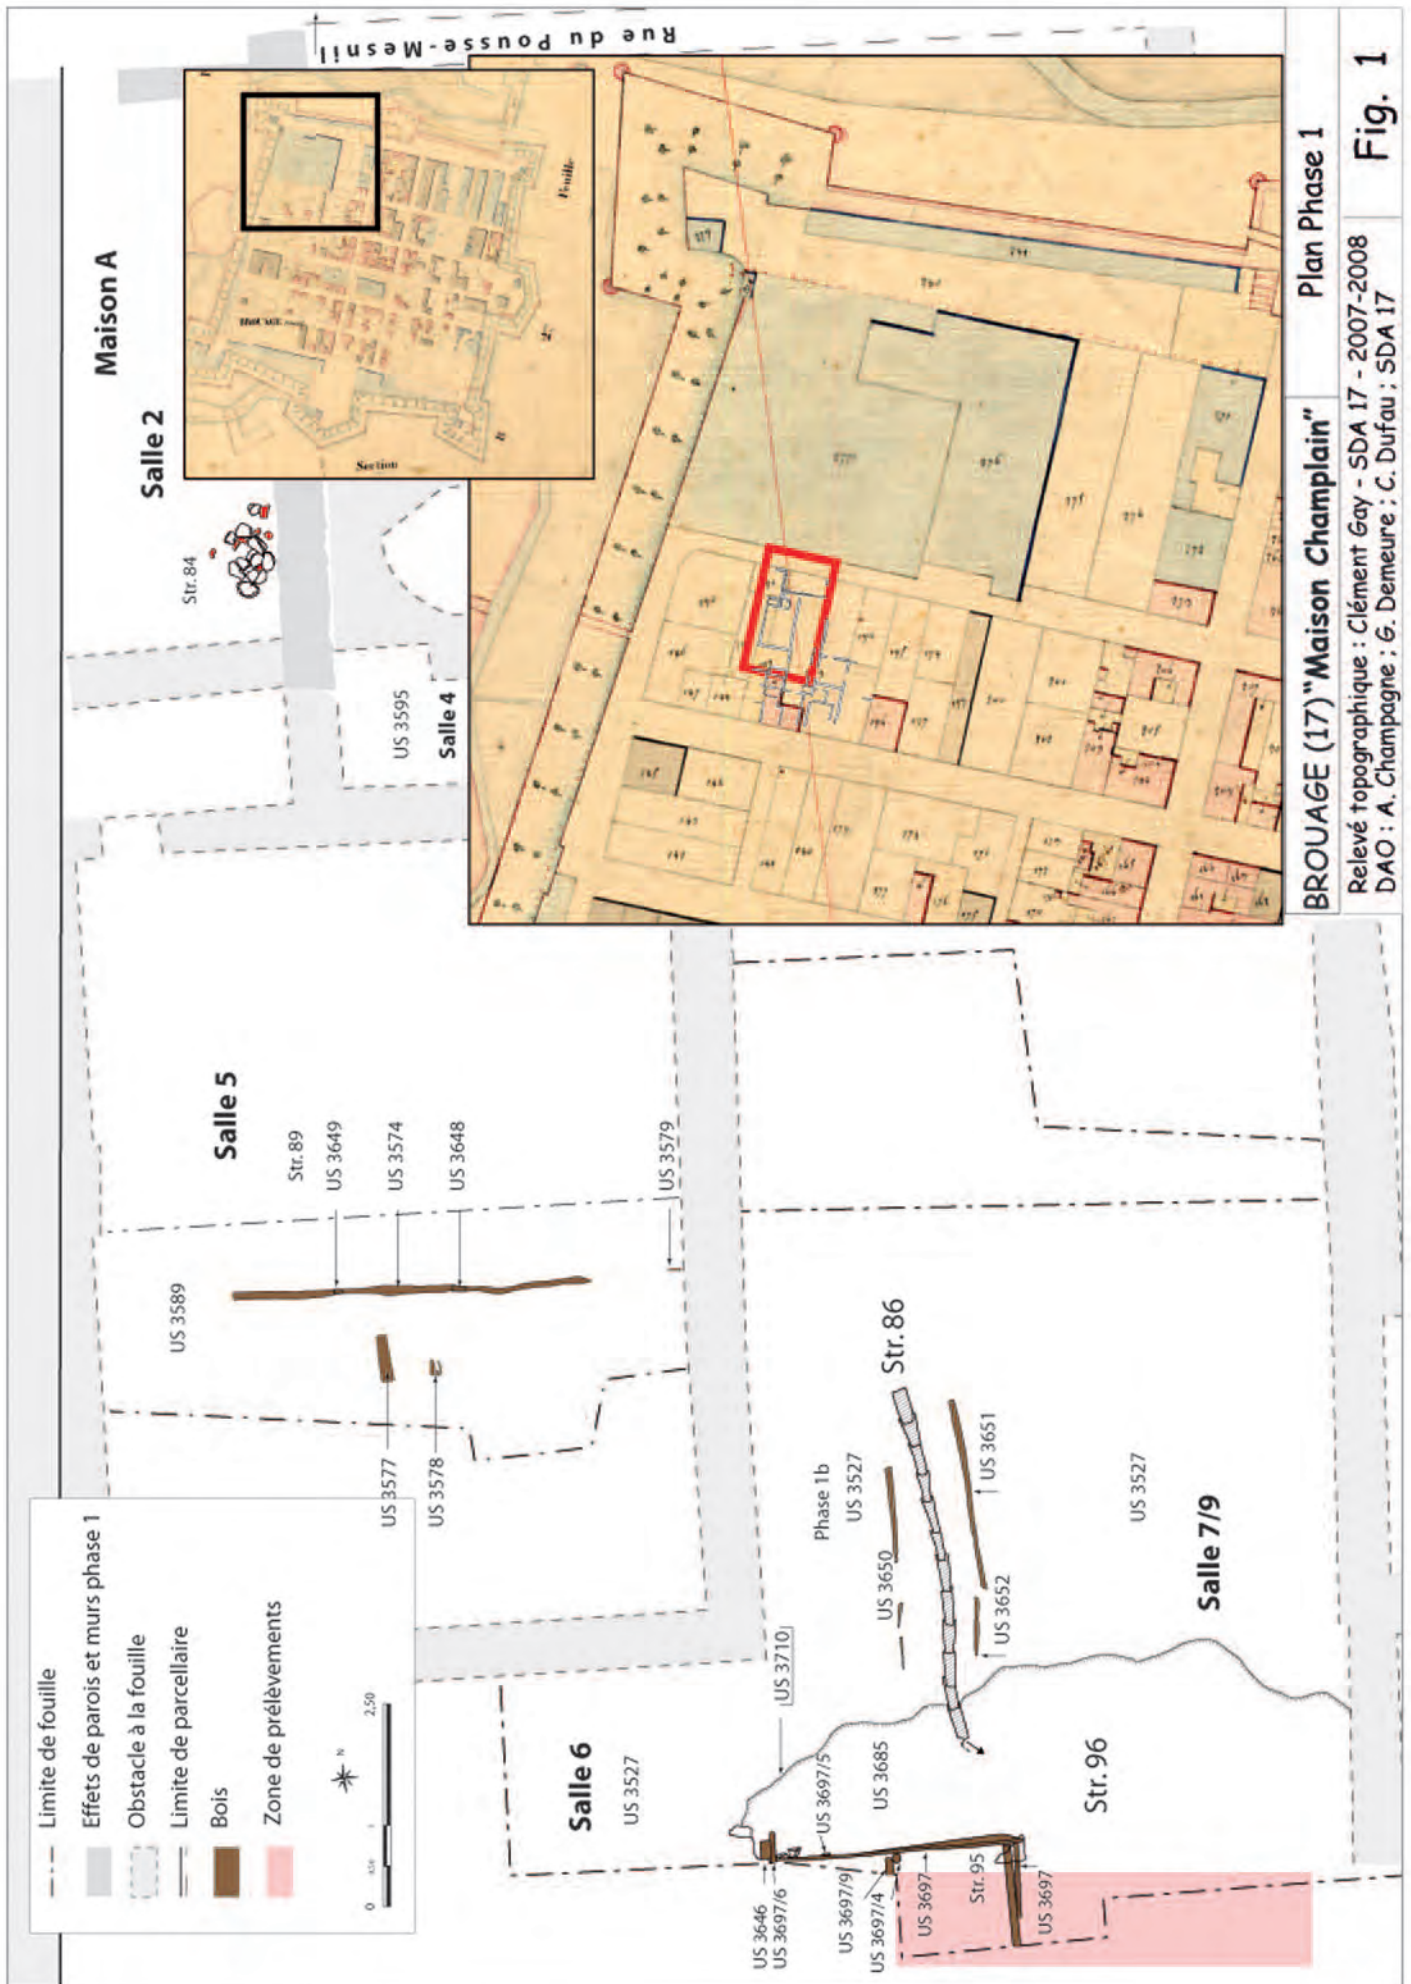 Limite de fouille
Effets de parois et murs phase 1
Obstacle à la fouille
Limite de parcellaire
Bois
Zone de prélèvements
N
0
0.50
1
2,50
Maison A
Salle 2
Str. 84
Salle 4
US 3595
Rue du Pousse-Mesnil
Salle 5
Str. 89
US 3649
US 3574
US 3648
US 3579
US 3589
US 3577
US 3578
Salle 6
US 3527
US 3710
US 3646
US 3697/6
US 3697/5
US 3697/9
US 3697/4
US 3697
US 3685
Str. 95
US 3697
Str. 96
Phase 1b
US 3527
Str. 86
US 3650
US 3651
US 3652
US 3527
Salle 7/9
BROUAGE
Section
Feuille
B
BROUAGE (17) "Maison Champlain"
Plan Phase 1
Relevé topographique : Clément Gay - SDA 17 - 2007-2008
DAO : A. Champagne ; G. Demeure ; C. Dufau ; SDA 17
Fig. 1